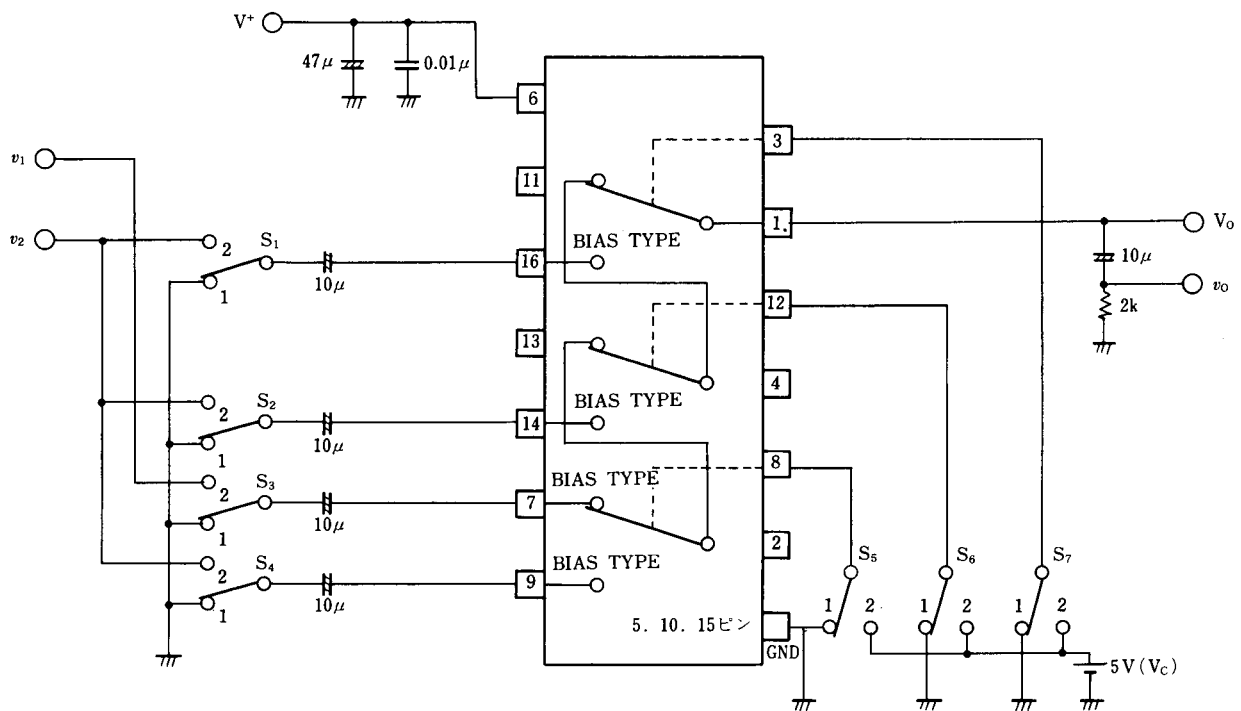 V+
47μ
0.01μ
6
3
v1
11
1.
Vo
v2
2
S1
BIAS TYPE
16
10μ
1
10μ
vo
2k
12
13
4
2
S2
BIAS TYPE
14
10μ
1
8
2
S3
BIAS TYPE
7
10μ
1
2
2
S4
BIAS TYPE
9
10μ
1
S5
S6
S7
1
2
1
2
1
2
5. 10. 15ピン
GND
5V(VC)